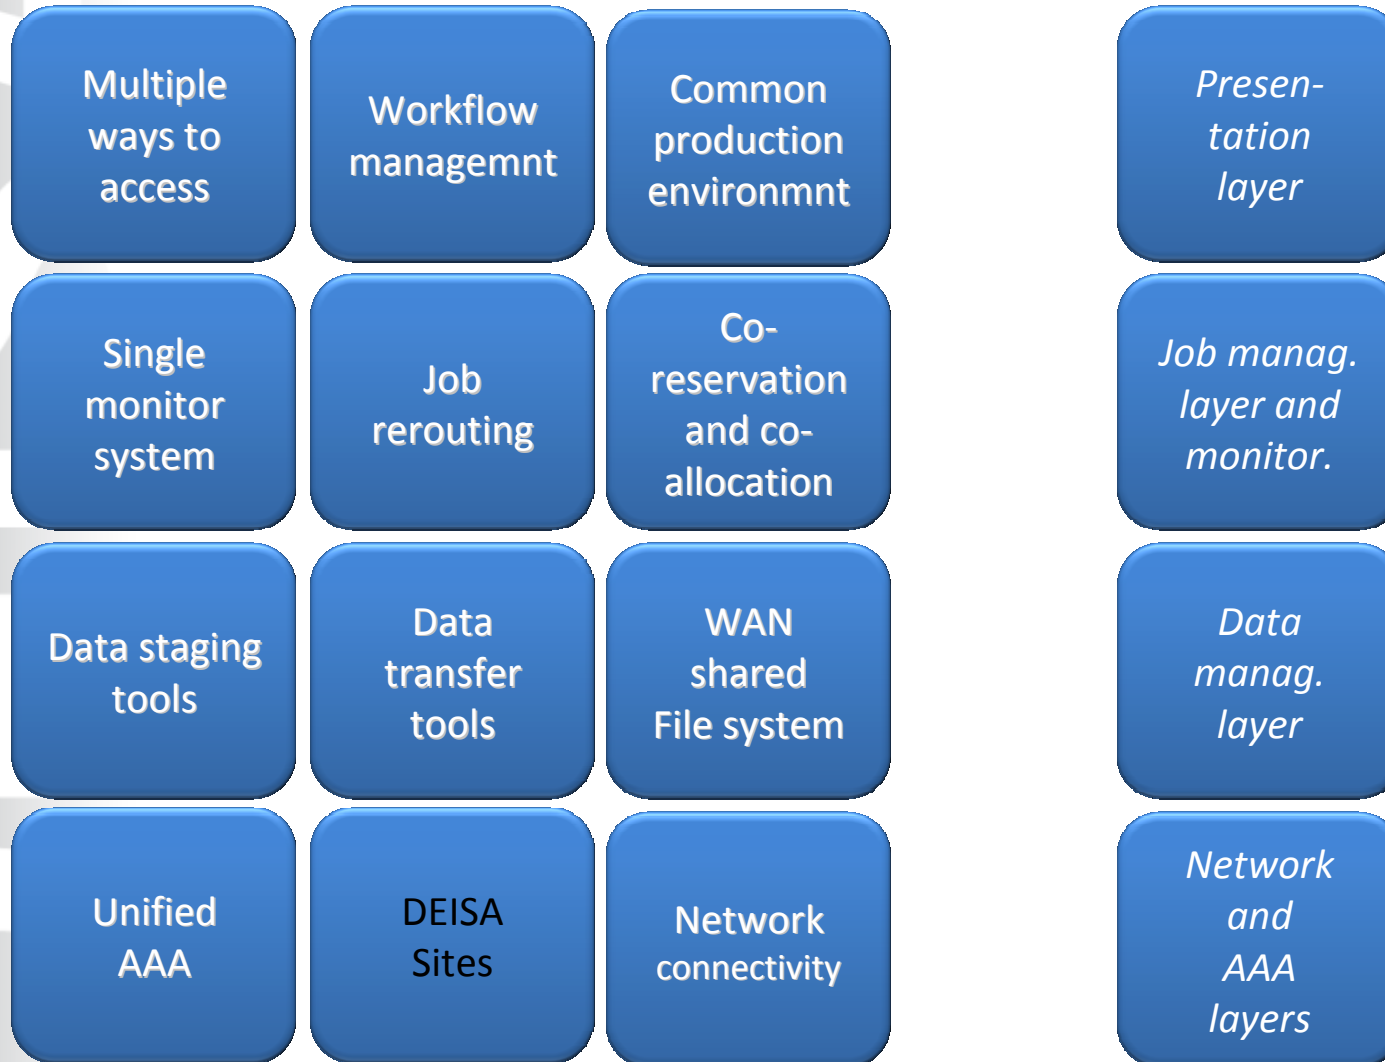 Multiple
ways to
access
Workflow
managemnt
Common
production
environmnt
Presen-
tation
layer
Single
monitor
system
Job
rerouting
Co-
reservation
and co-
allocation
Job manag.
layer and
monitor.
Data staging
tools
Data
transfer
tools
WAN
shared
File system
Data
manag.
layer
Unified
AAA
DEISA
Sites
Network
connectivity
Network
and
AAA
layers